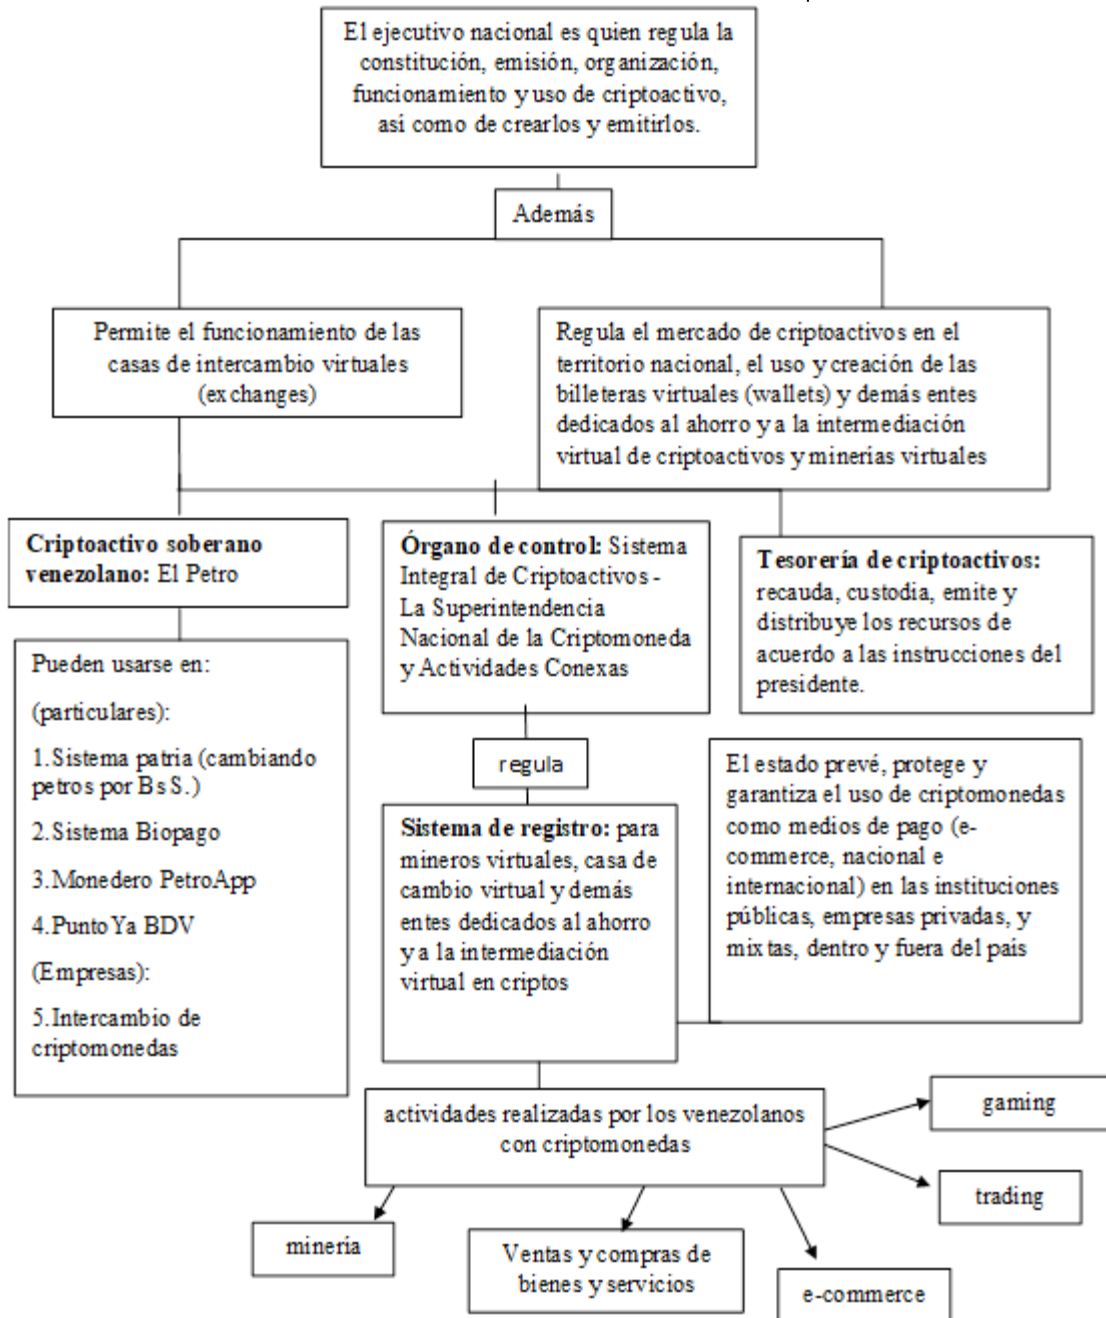 El ejecutivo nacional es quien regula la
constitución, emisión, organización,
funcionamiento y uso de criptoactivo,
así como de crearlos y emitirlos.
Además
Permite el funcionamiento de las
casas de intercambio virtuales
(exchanges)
Regula el mercado de criptoactivos en el
territorio nacional, el uso y creación de las
billeteras virtuales (wallets) y demás entes
dedicados al ahorro y a la intermediación
virtual de criptoactivos y minerías virtuales
Criptoactivo soberano
venezolano: El Petro
Órgano de control: Sistema
Integral de Criptoactivos -
La Superintendencia
Nacional de la Criptomoneda
y Actividades Conexas
Tesorería de criptoactivos:
recauda, custodia, emite y
distribuye los recursos de
acuerdo a las instrucciones del
presidente.
Pueden usarse en:
(particulares):
1.Sistema patria (cambiando
petros por BsS.)
2.Sistema Biopago
3.Monedero PetroApp
4.PuntoYa BDV
(Empresas):
5.Intercambio de
criptomonedas
regula
Sistema de registro: para
mineros virtuales, casa de
cambio virtual y demás
entes dedicados al ahorro
y a la intermediación
virtual en criptos
El estado prevé, protege y
garantiza el uso de criptomonedas
como medios de pago (e-
commerce, nacional e
internacional) en las instituciones
públicas, empresas privadas, y
mixtas, dentro y fuera del país
actividades realizadas por los venezolanos
con criptomonedas
gaming
trading
minería
Ventas y compras de
bienes y servicios
e-commerce